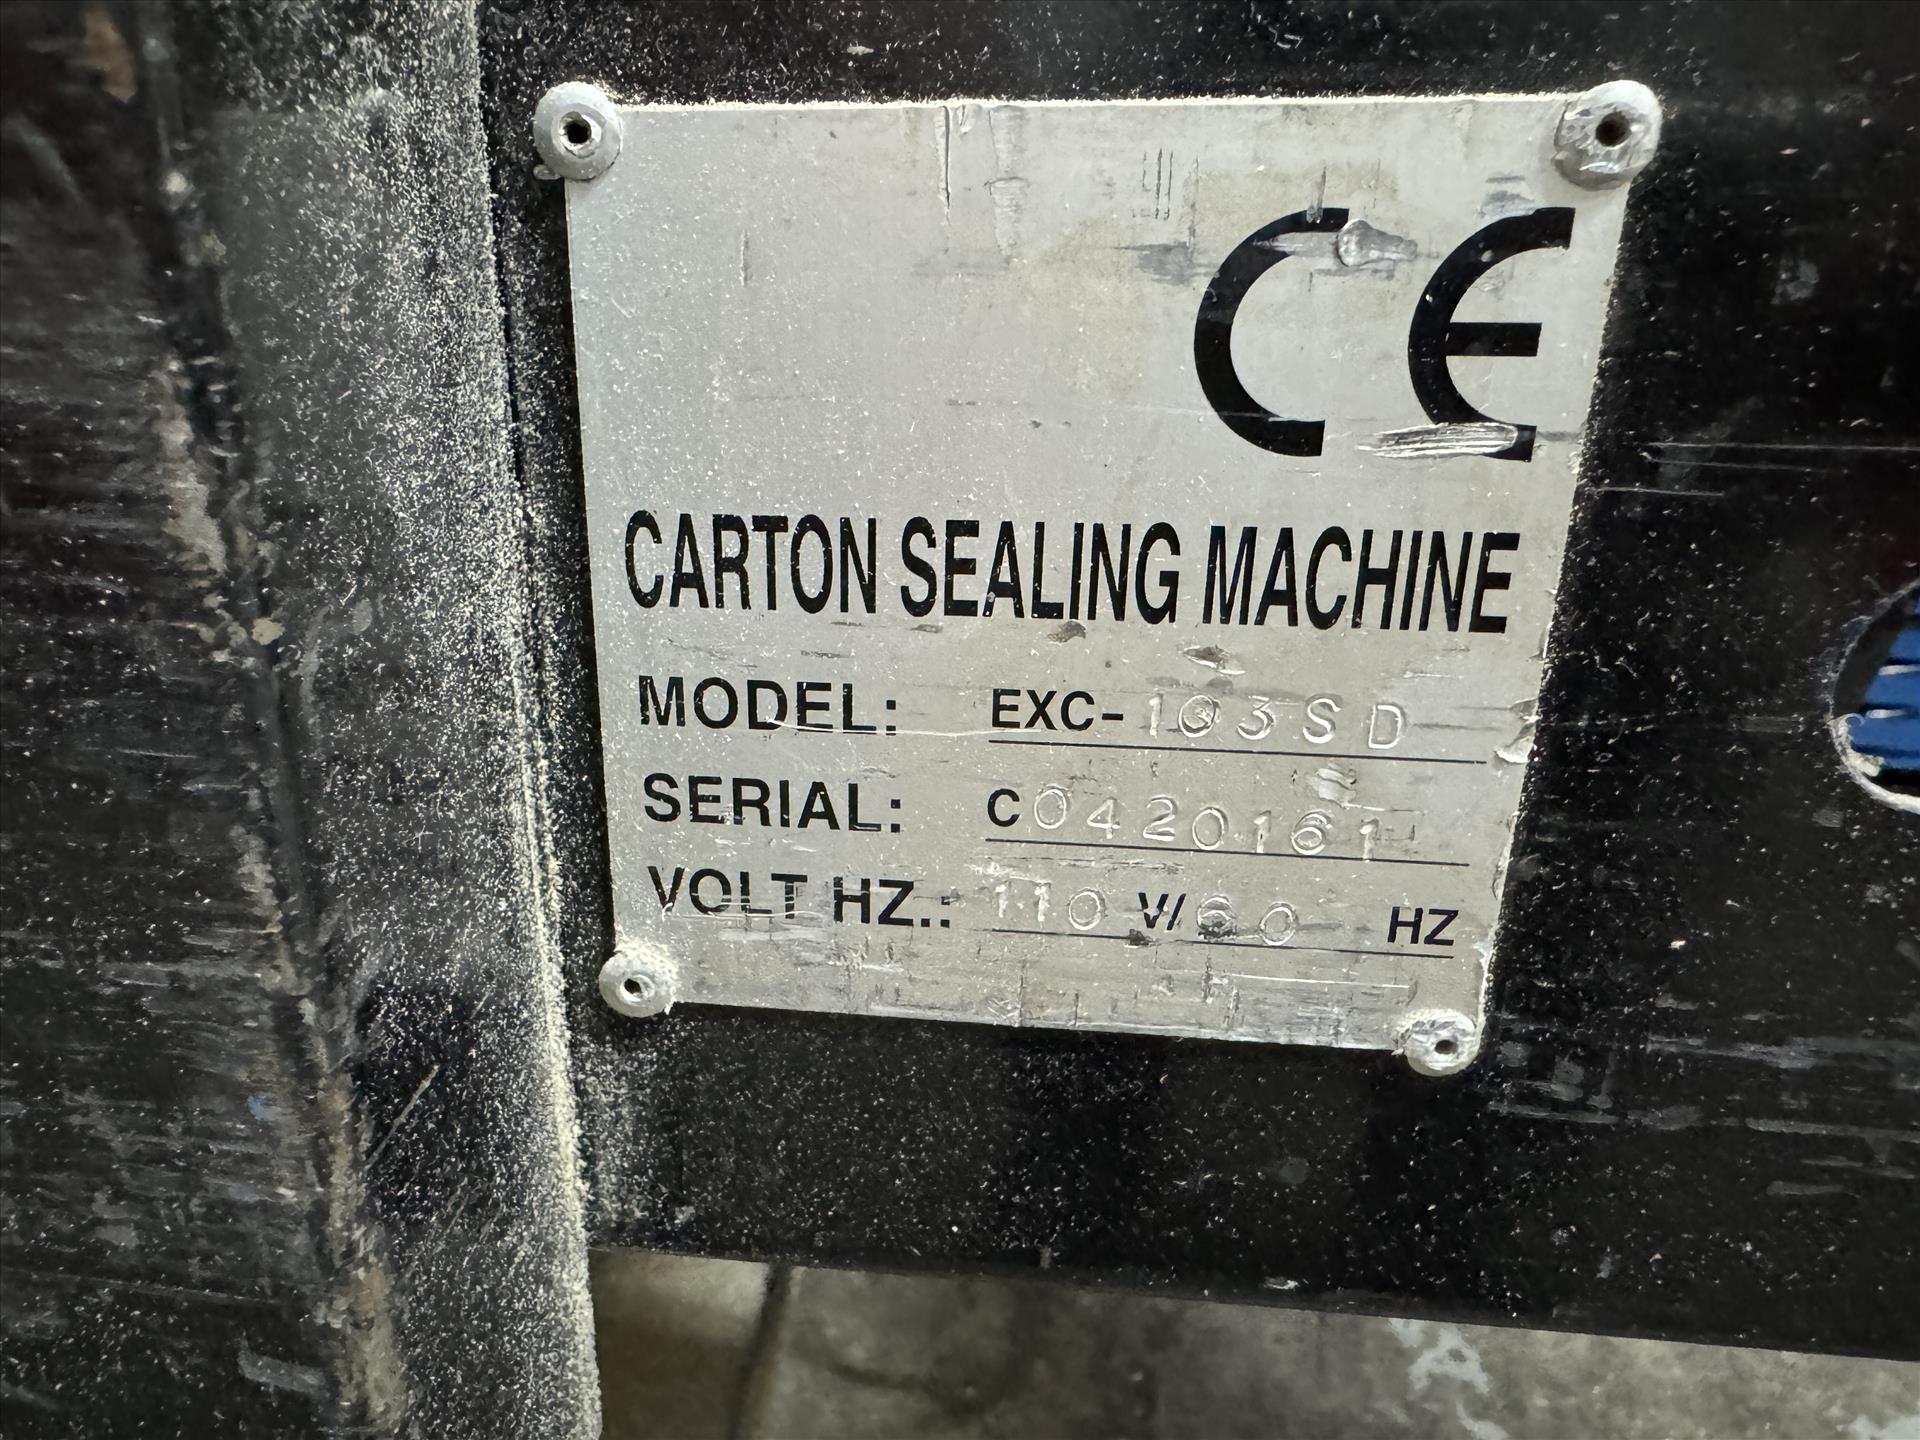 CE
CARTON SEALING MACHINE
MODEL: EXC-103SD
SERIAL: C0420161
VOLT HZ.: 110 V/60 HZ